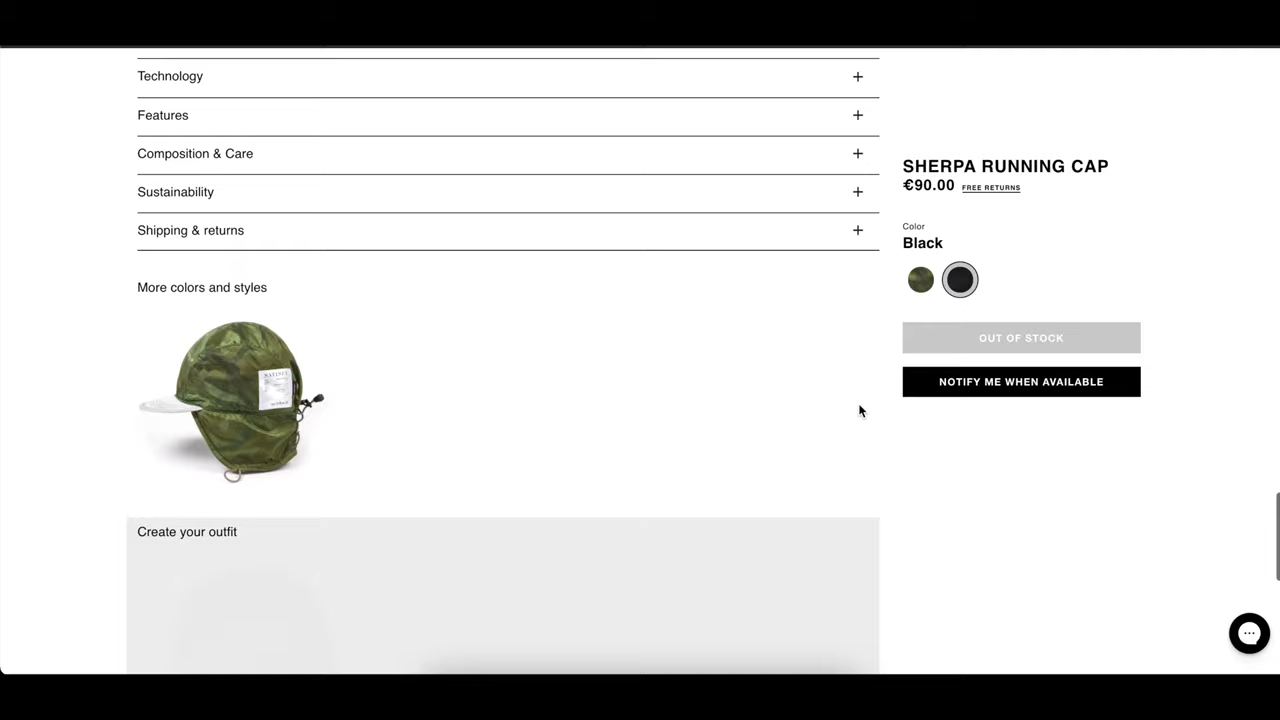 Technology
Features
Composition & Care
Sustainability
Shipping & returns
More colors and styles
Create your outfit
SHERPA RUNNING CAP
€90.00 FREE RETURNS
Color
Black
OUT OF STOCK
NOTIFY ME WHEN AVAILABLE